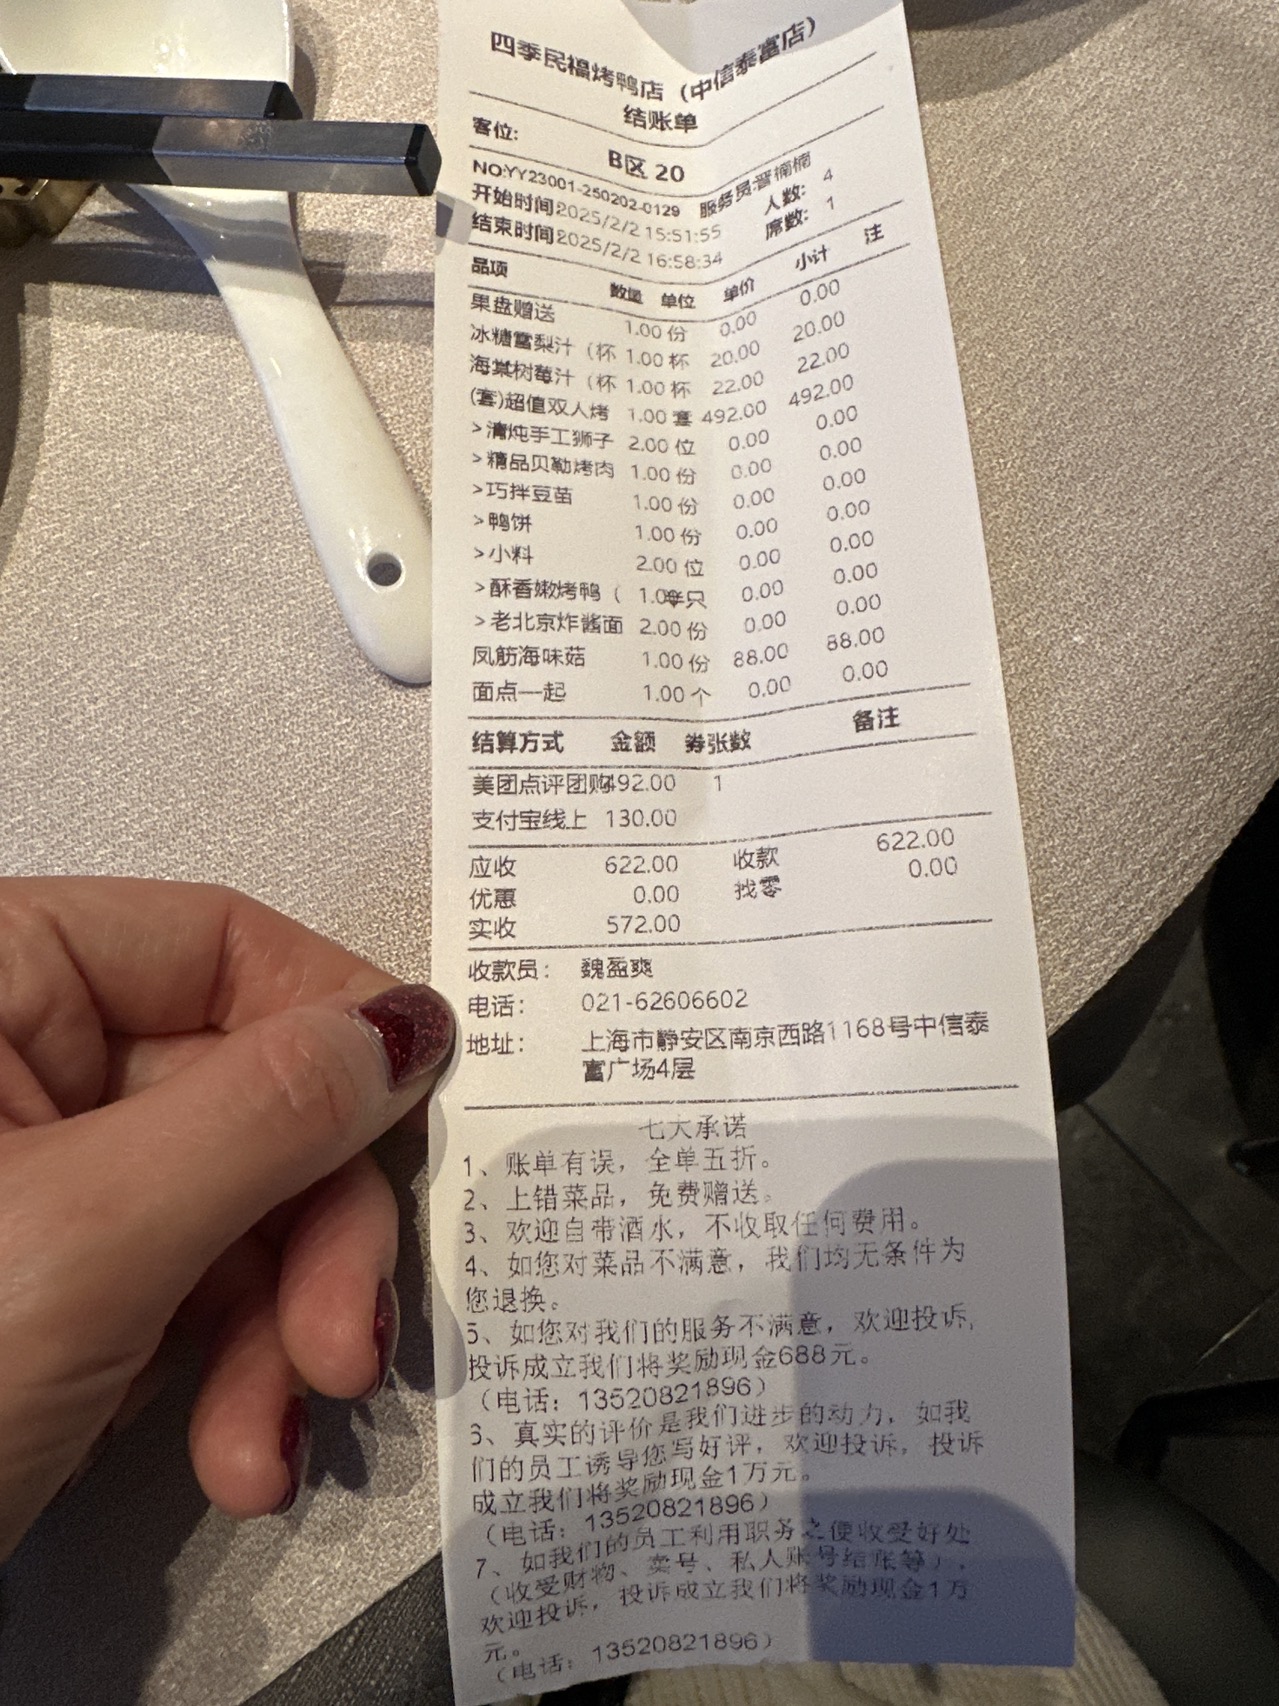 四季民福烤鸭店（中信泰富店）
结账单
客位: B区 20
NO:YY23001-250202-0129 服务员:晋楠楠
开始时间2025/2/2 15:51:55 人数: 4
结束时间2025/2/2 16:58:34 席数: 1
品项 数量 单位 单价 小计 注
果盘赠送 1.00 份 0.00 0.00
冰糖雪梨汁（杯 1.00 杯 20.00 20.00
海棠树莓汁（杯 1.00 杯 22.00 22.00
(套)超值双人烤 1.00 套 492.00 492.00
>清炖手工狮子 2.00 位 0.00 0.00
>精品贝勒烤肉 1.00 份 0.00 0.00
>巧拌豆苗 1.00 份 0.00 0.00
>鸭饼 1.00 份 0.00 0.00
>小料 2.00 位 0.00 0.00
>酥香嫩烤鸭（ 1.00半只 0.00 0.00
>老北京炸酱面 2.00 份 0.00 0.00
凤筋海味菇 1.00 份 88.00 88.00
面点一起 1.00 个 0.00 0.00
结算方式 金额 券张数 备注
美团点评团购492.00 1
支付宝线上 130.00
应收 622.00 收款 622.00
优惠 0.00 找零 0.00
实收 572.00
收款员: 魏盈爽
电话: 021-62606602
地址: 上海市静安区南京西路1168号中信泰
富广场4层
七大承诺
1、账单有误，全单五折。
2、上错菜品，免费赠送。
3、欢迎自带酒水，不收取任何费用。
4、如您对菜品不满意，我们均无条件为
您退换。
5、如您对我们的服务不满意，欢迎投诉，
投诉成立我们将奖励现金688元。
（电话：13520821896）
6、真实的评价是我们进步的动力，如我
们的员工诱导您写好评，欢迎投诉，投诉
成立我们将奖励现金1万元。
（电话：13520821896）
7、如我们的员工利用职务之便收受好处
（收受财物、卖号、私人账号结账等），
欢迎投诉，投诉成立我们将奖励现金1万
元。
（电话：13520821896）